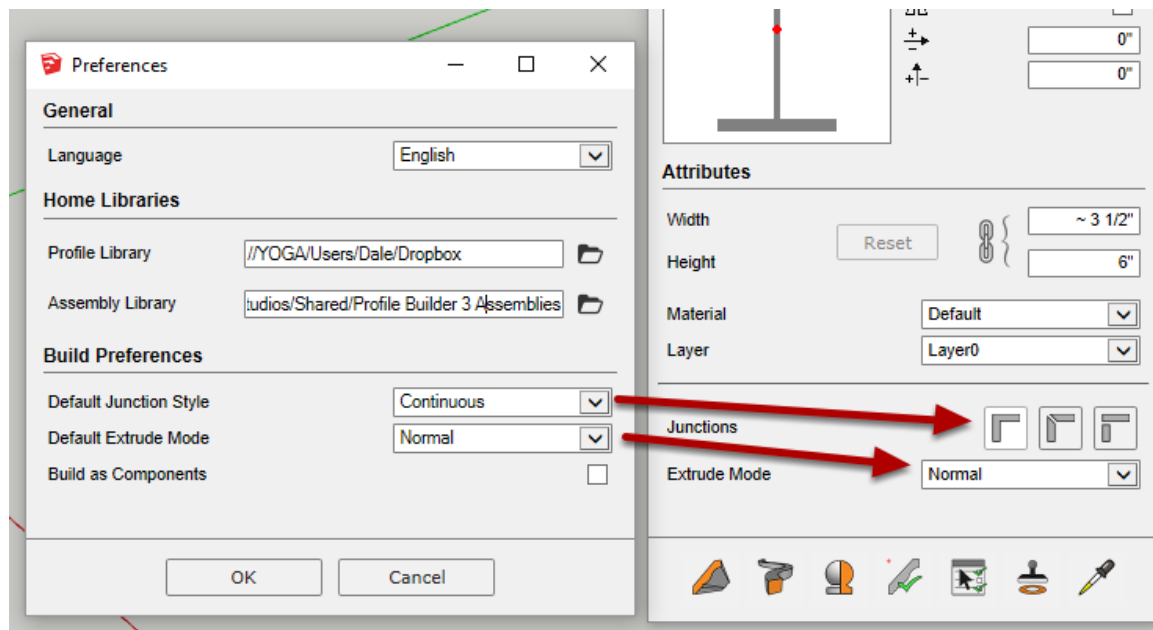 Preferences
General
Language English
Home Libraries
Profile Library //YOGA/Users/Dale/Dropbox
Assembly Library :udios/Shared/Profile Builder 3 Assemblies
Build Preferences
Default Junction Style Continuous
Default Extrude Mode Normal
Build as Components
OK Cancel
0"
0"
Attributes
Width ~ 3 1/2"
Reset
Height 6"
Material Default
Layer Layer0
Junctions
Extrude Mode Normal